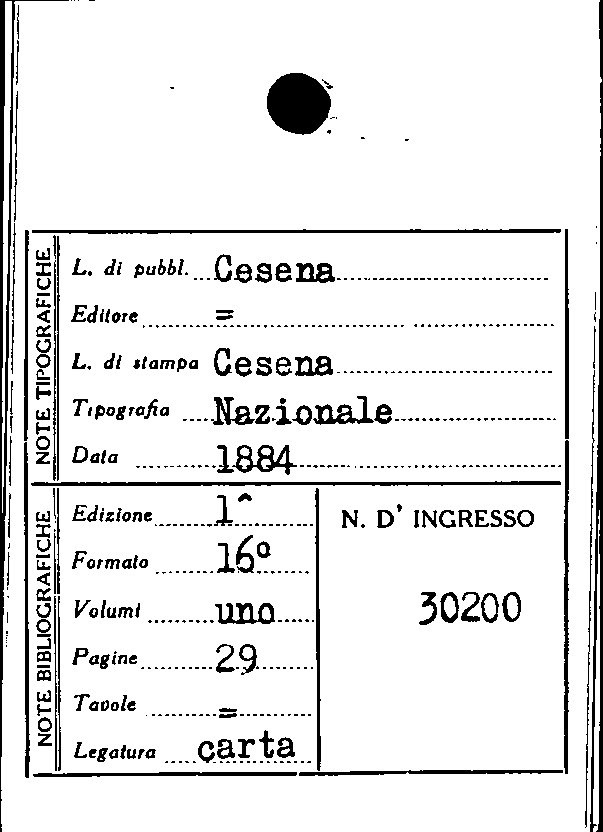 NOTE TIPOGRAFICHE
L. di pubbl. Cesena
Editore =
L. di stampa Cesena
Tipografia Nazionale
Data 1884
NOTE BIBLIOGRAFICHE
Edizione 1^
Formato 16º
Volumi uno
Pagine 29
Tavole =
Legatura carta
N. D' INGRESSO
30200